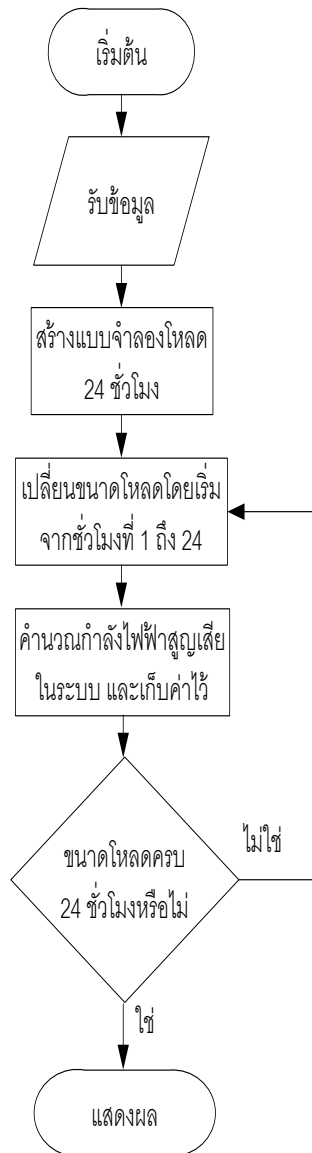 เริ่มต้น
รับข้อมูล
สร้างแบบจำลองโหลด
24 ชั่วโมง
เปลี่ยนขนาดโหลดโดยเริ่ม
จากชั่วโมงที่ 1 ถึง 24
คำนวณกำลังไฟฟ้าสูญเสีย
ในระบบ และเก็บค่าไว้
ขนาดโหลดครบ
24 ชั่วโมงหรือไม่
ไม่ใช่
ใช่
แสดงผล